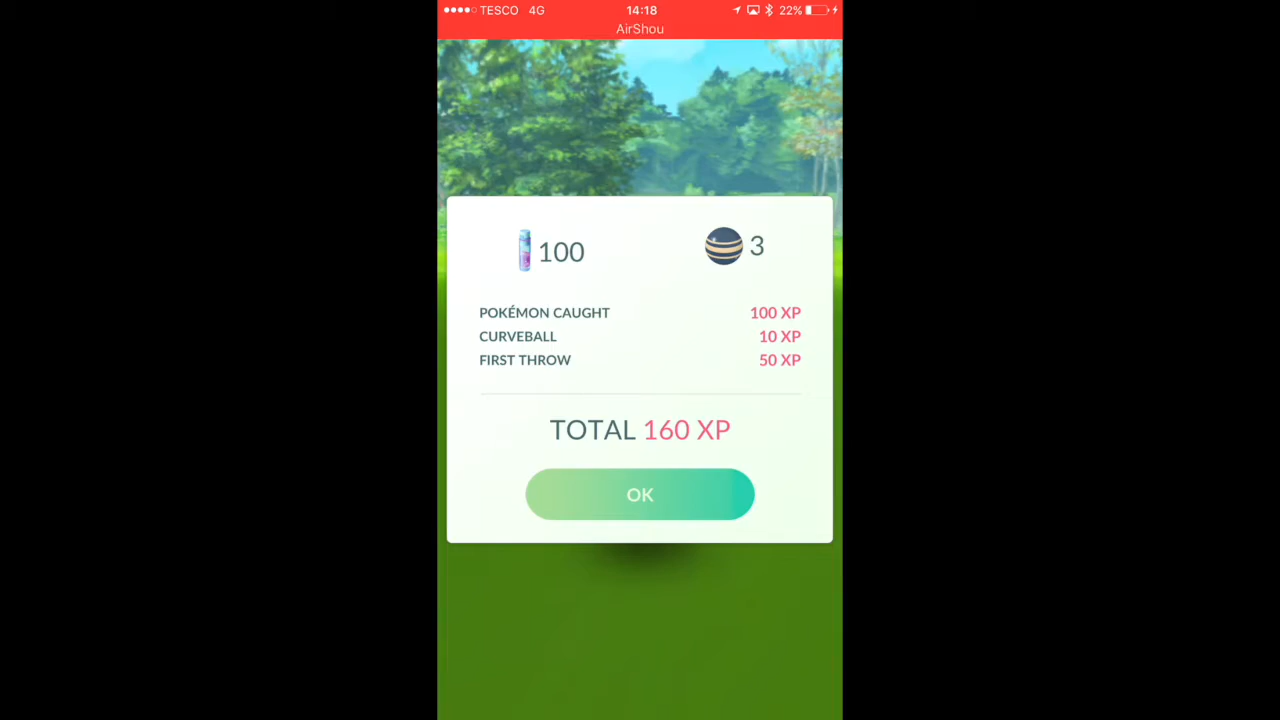 TESCO 4G 14:18 22%
AirShou
100 3
POKÉMON CAUGHT 100 XP
CURVEBALL 10 XP
FIRST THROW 50 XP
TOTAL 160 XP
OK